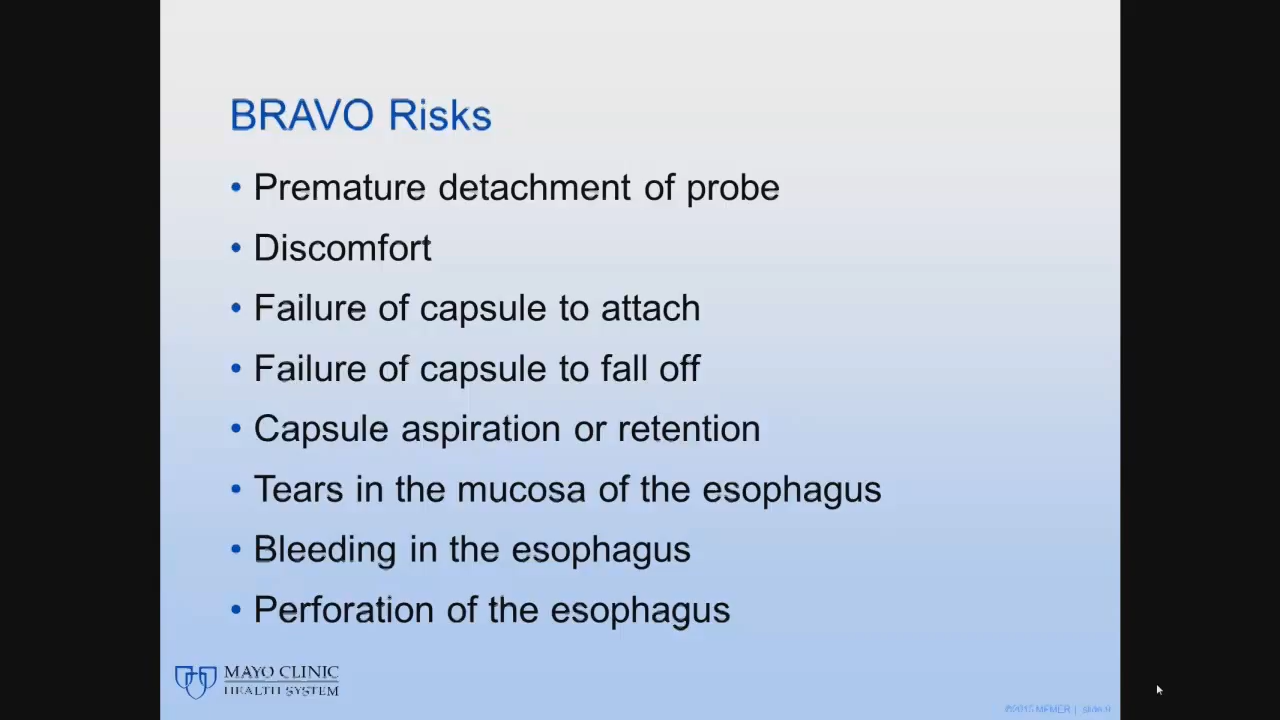 BRAVO Risks
• Premature detachment of probe
• Discomfort
• Failure of capsule to attach
• Failure of capsule to fall off
• Capsule aspiration or retention
• Tears in the mucosa of the esophagus
• Bleeding in the esophagus
• Perforation of the esophagus
MAYO CLINIC
HEALTH SYSTEM
©2015 MFMER |